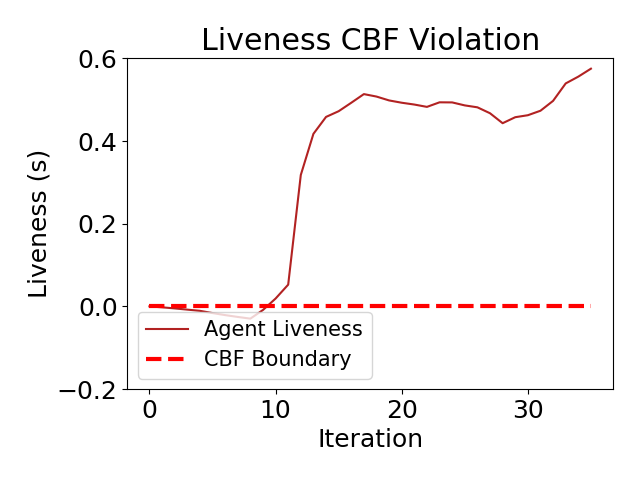 Liveness CBF Violation
0.6
0.4
0.2
0.0
−0.2
Liveness (s)
Agent Liveness
CBF Boundary
0
10
20
30
Iteration